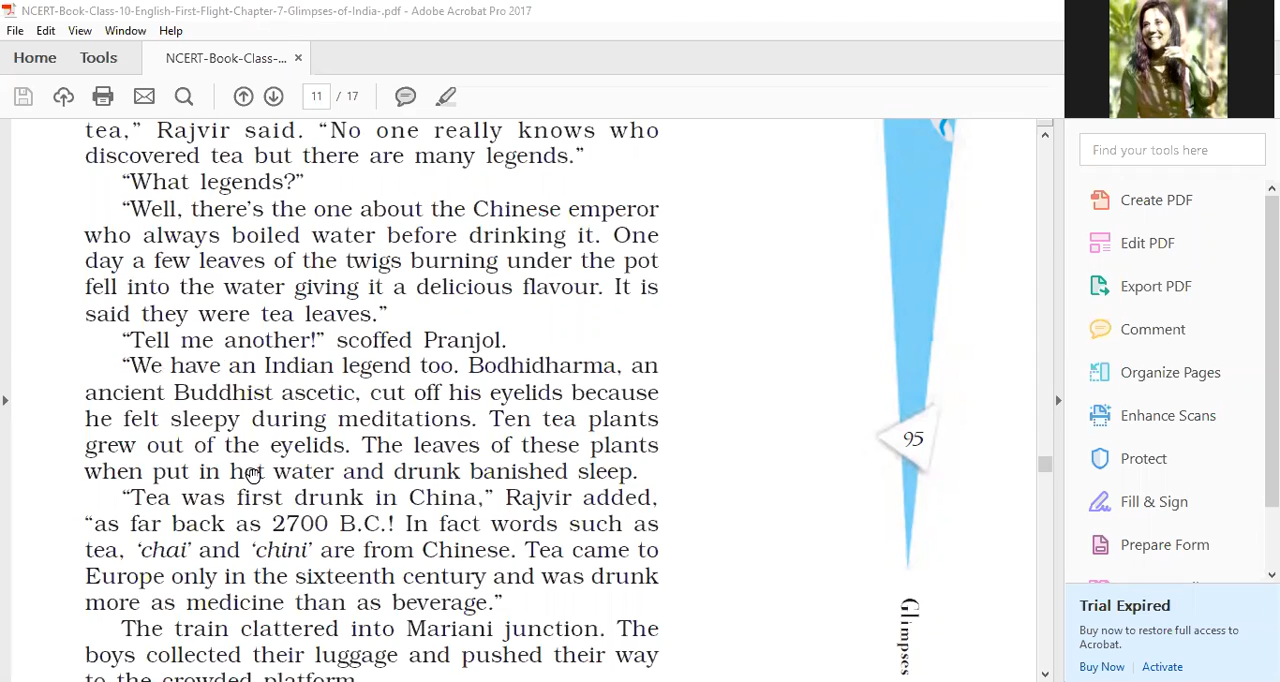 NCERT-Book-Class-10-English-First-Flight-Chapter-7-Glimpses-of-India-.pdf - Adobe Acrobat Pro 2017
File Edit View Window Help
Home Tools NCERT-Book-Class-... ×
11 / 17
tea,” Rajvir said. “No one really knows who
discovered tea but there are many legends.”
“What legends?”
“Well, there’s the one about the Chinese emperor
who always boiled water before drinking it. One
day a few leaves of the twigs burning under the pot
fell into the water giving it a delicious flavour. It is
said they were tea leaves.”
“Tell me another!” scoffed Pranjol.
“We have an Indian legend too. Bodhidharma, an
ancient Buddhist ascetic, cut off his eyelids because
he felt sleepy during meditations. Ten tea plants
grew out of the eyelids. The leaves of these plants
when put in hot water and drunk banished sleep.
“Tea was first drunk in China,” Rajvir added,
“as far back as 2700 B.C.! In fact words such as
tea, ‘chai’ and ‘chini’ are from Chinese. Tea came to
Europe only in the sixteenth century and was drunk
more as medicine than as beverage.”
The train clattered into Mariani junction. The
boys collected their luggage and pushed their way
to the crowded platform.
95
Glimpses
Find your tools here
Create PDF
Edit PDF
Export PDF
Comment
Organize Pages
Enhance Scans
Protect
Fill & Sign
Prepare Form
Trial Expired
Buy now to restore full access to
Acrobat.
Buy Now Activate